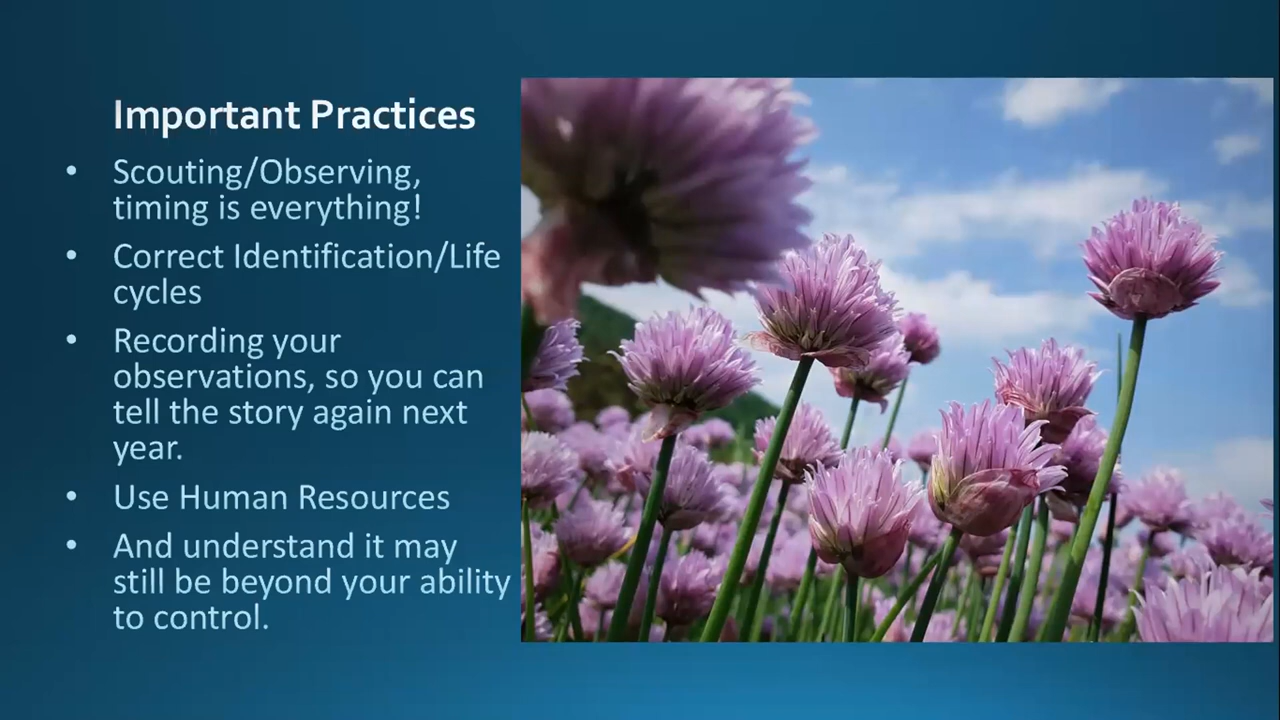 Important Practices
• Scouting/Observing,
timing is everything!
• Correct Identification/Life
cycles
• Recording your
observations, so you can
tell the story again next
year.
• Use Human Resources
• And understand it may
still be beyond your ability
to control.